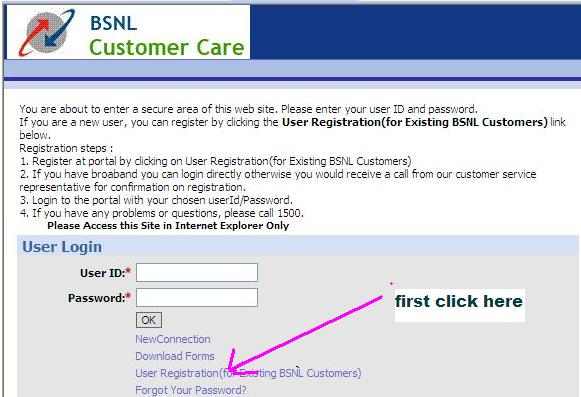 BSNL
Customer Care
You are about to enter a secure area of this web site. Please enter your user ID and password.
If you are a new user, you can register by clicking the User Registration(for Existing BSNL Customers) link
below.
Registration steps :
1. Register at portal by clicking on User Registration(for Existing BSNL Customers)
2. If you have broaband you can login directly otherwise you would receive a call from our customer service
representative for confirmation on registration.
3. Login to the portal with your chosen userId/Password.
4. If you have any problems or questions, please call 1500.
Please Access this Site in Internet Explorer Only
User Login
User ID:*
Password:*
first click here
OK
NewConnection
Download Forms
User Registration(for Existing BSNL Customers)
Forgot Your Password?